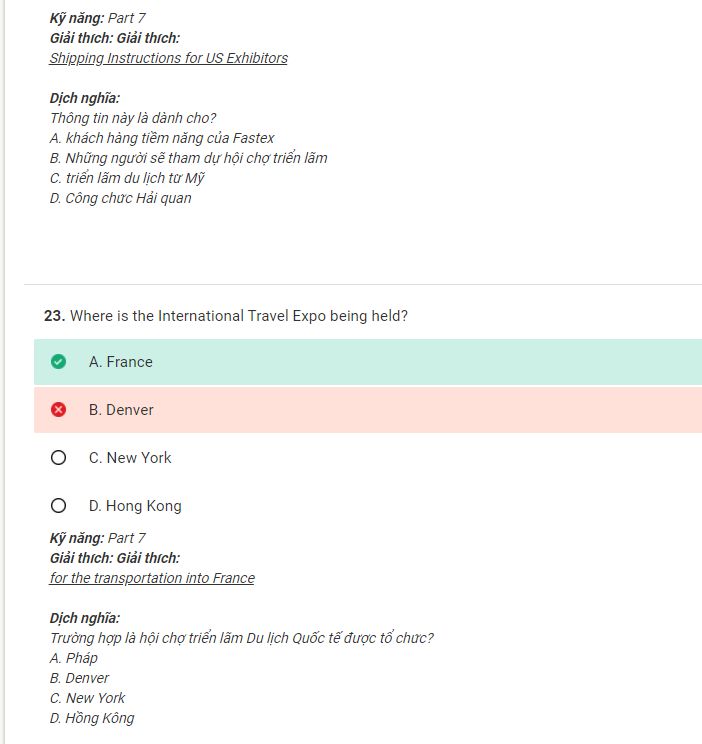 Kỹ năng: Part 7
Giải thích: Giải thích:
Shipping Instructions for US Exhibitors
Dịch nghĩa:
Thông tin này là dành cho?
A. khách hàng tiềm năng của Fastex
B. Những người sẽ tham dự hội chợ triển lãm
C. triển lãm du lịch từ Mỹ
D. Công chức Hải quan
23. Where is the International Travel Expo being held?
A. France
B. Denver
C. New York
D. Hong Kong
Kỹ năng: Part 7
Giải thích: Giải thích:
for the transportation into France
Dịch nghĩa:
Trường hợp là hội chợ triển lãm Du lịch Quốc tế được tổ chức?
A. Pháp
B. Denver
C. New York
D. Hồng Kông